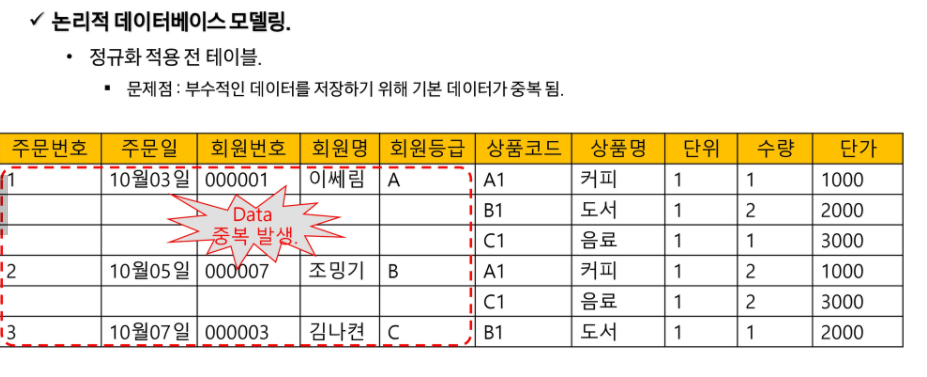 ✓ 논리적 데이터베이스 모델링.
• 정규화 적용 전 테이블.
▪ 문제점 : 부수적인 데이터를 저장하기 위해 기본 데이터가 중복 됨.
주문번호 주문일 회원번호 회원명 회원등급 상품코드 상품명 단위 수량 단가
1 10월03일 000001 이쎄림 A A1 커피 1 1 1000
B1 도서 1 2 2000
C1 음료 1 1 3000
2 10월05일 000007 조밍기 B A1 커피 1 2 1000
C1 음료 1 2 3000
3 10월07일 000003 김나켠 C B1 도서 1 1 2000
Data
중복 발생.